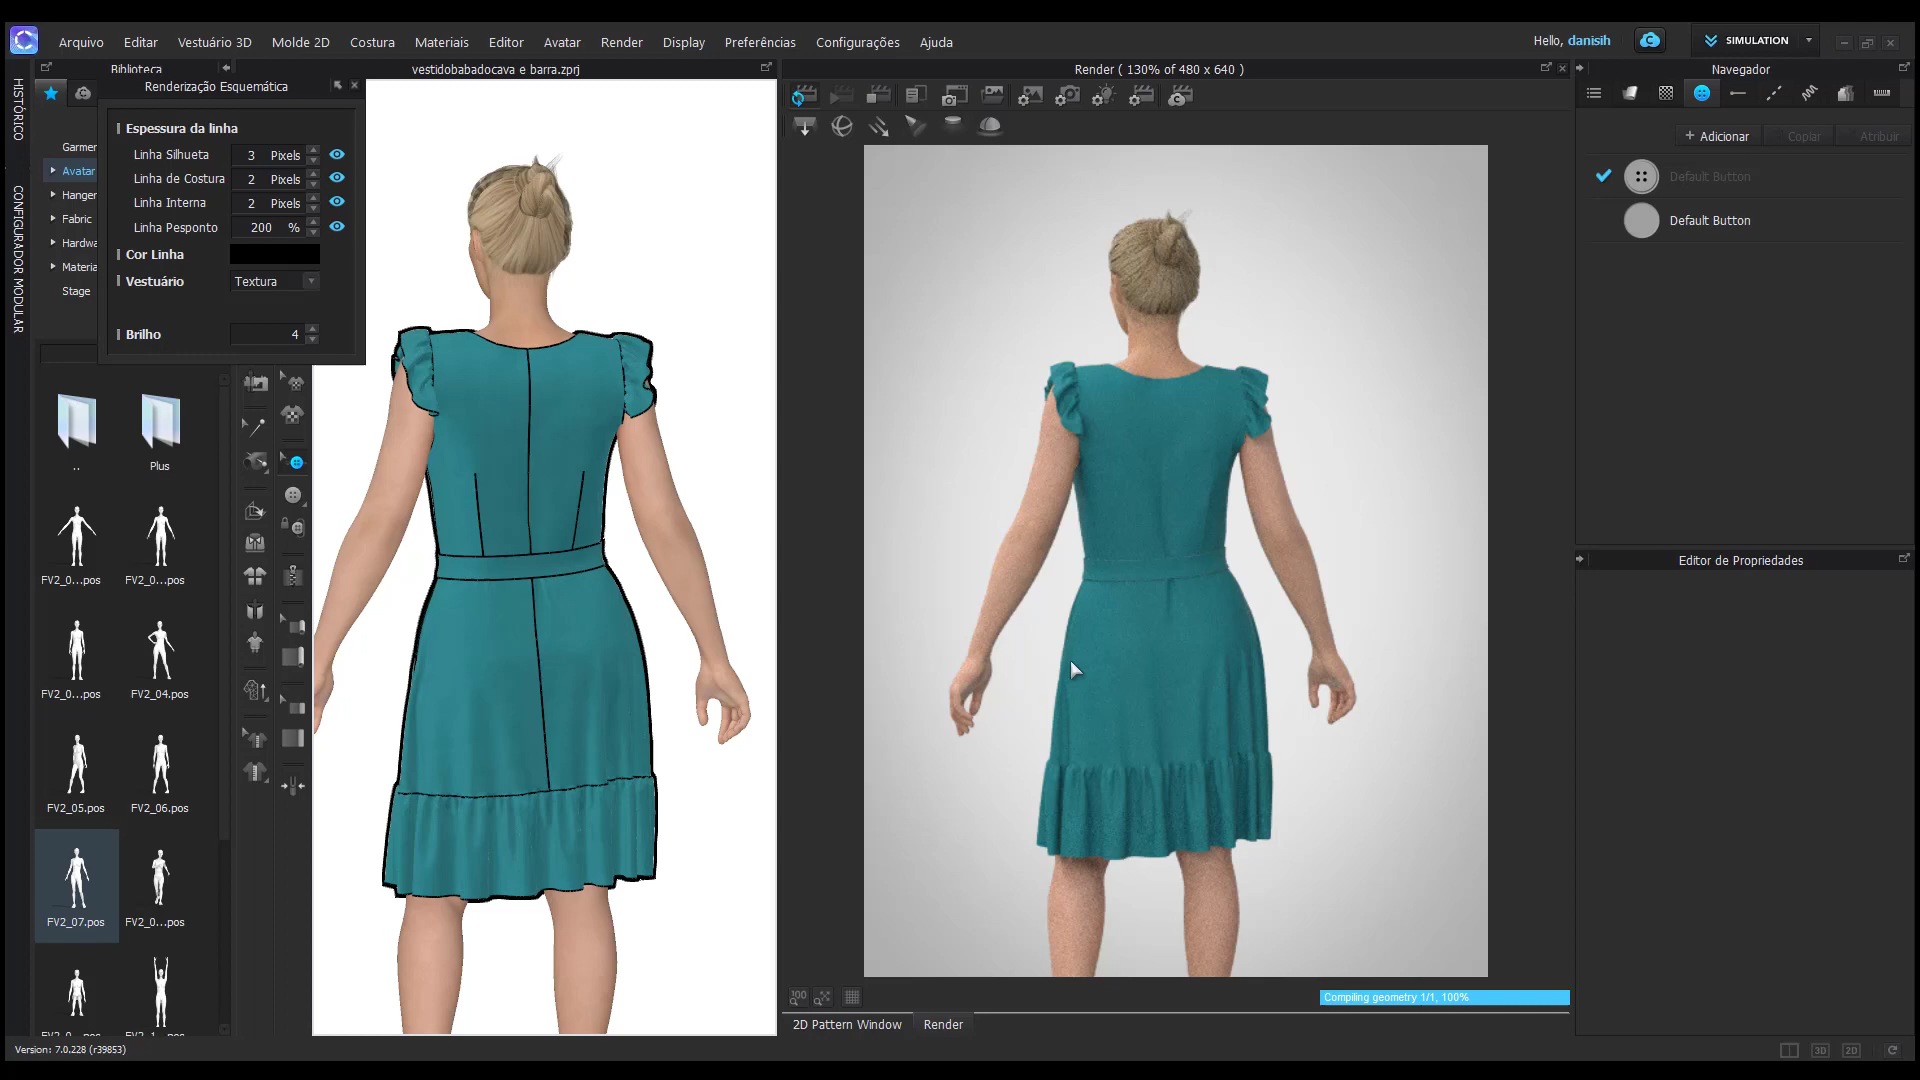 Arquivo Editar Vestuário 3D Molde 2D Costura Materiais Editor Avatar Render Display Preferências Configurações Ajuda
Hello, danisih
SIMULATION
HISTÓRICO
CONFIGURADOR MODULAR
Biblioteca
Renderização Esquemática
Espessura da linha
Linha Silhueta 3 Pixels
Linha de Costura 2 Pixels
Linha Interna 2 Pixels
Linha Pesponto 200 %
Cor Linha
Vestuário Textura
Brilho 4
Garmen
Avatar
Hanger
Fabric
Hardwa
Materia
Stage
..
Plus
FV2_0...pos
FV2_0...pos
FV2_0...pos
FV2_04.pos
FV2_05.pos
FV2_06.pos
FV2_07.pos
FV2_0...pos
vestidobabadocava e barra.zprj
Render ( 130% of 480 x 640 )
100
Compiling geometry 1/1, 100%
2D Pattern Window
Render
Navegador
+ Adicionar
Copiar
Atribuir
Default Button
Default Button
Editor de Propriedades
Version: 7.0.228 (r39853)
3D
2D